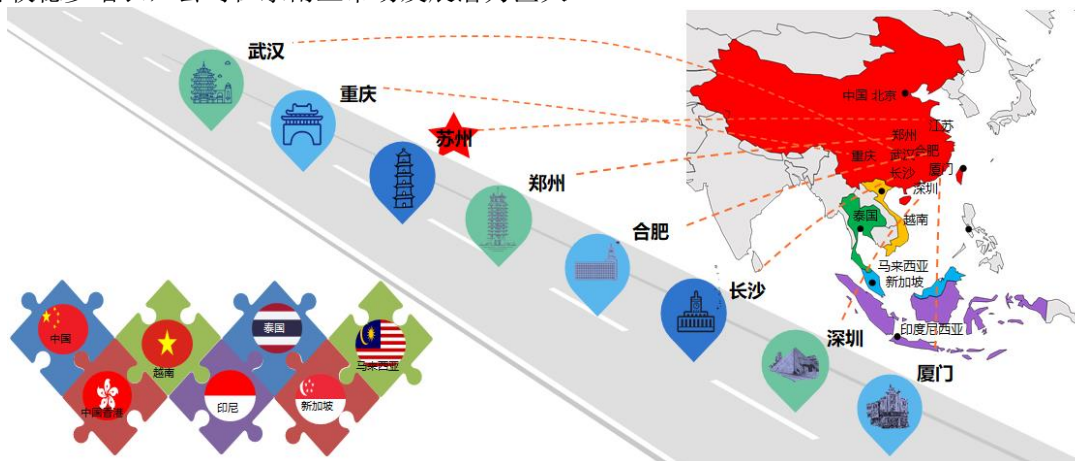 武汉
重庆
苏州
郑州
合肥
长沙
深圳
厦门
中国 北京
江苏
郑州
重庆
武汉
合肥
长沙
厦门
深圳
泰国
越南
马来西亚
新加坡
印度尼西亚
中国
越南
泰国
马来西亚
中国香港
印尼
新加坡